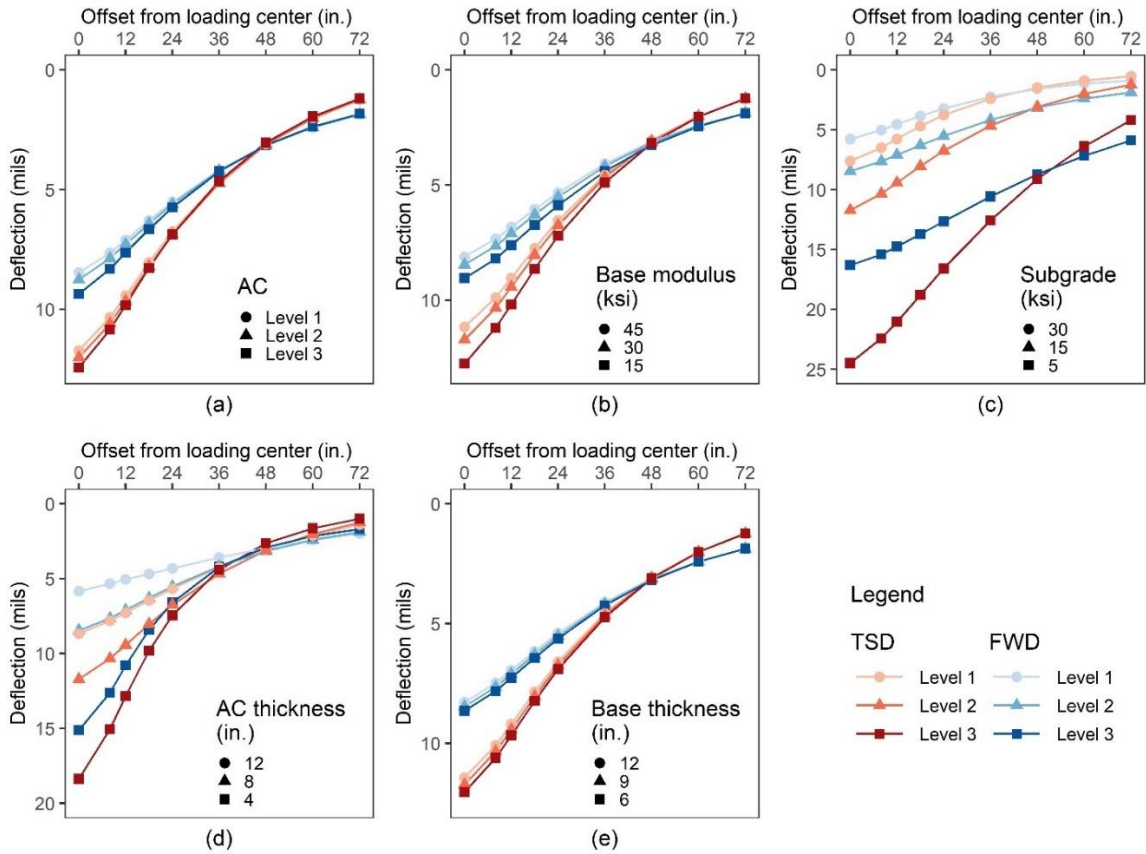 Offset from loading center (in.)
0 12 24 36 48 60 72
0
5
10
Deflection (mils)
AC
Level 1
Level 2
Level 3
(a)
Offset from loading center (in.)
0 12 24 36 48 60 72
0
5
10
Deflection (mils)
Base modulus
(ksi)
45
30
15
(b)
Offset from loading center (in.)
0 12 24 36 48 60 72
0
5
10
15
20
25
Deflection (mils)
Subgrade
(ksi)
30
15
5
(c)
Offset from loading center (in.)
0 12 24 36 48 60 72
0
5
10
15
20
Deflection (mils)
AC thickness
(in.)
12
8
4
(d)
Offset from loading center (in.)
0 12 24 36 48 60 72
0
5
10
Deflection (mils)
Base thickness
(in.)
12
9
6
(e)
Legend
TSD FWD
Level 1 Level 1
Level 2 Level 2
Level 3 Level 3